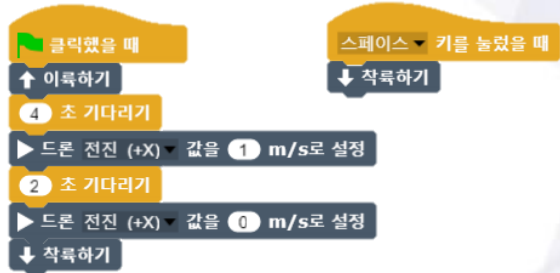 클릭했을 때
이륙하기
4 초 기다리기
드론 전진 (+X) 값을 1 m/s로 설정
2 초 기다리기
드론 전진 (+X) 값을 0 m/s로 설정
착륙하기
스페이스 키를 눌렀을 때
착륙하기